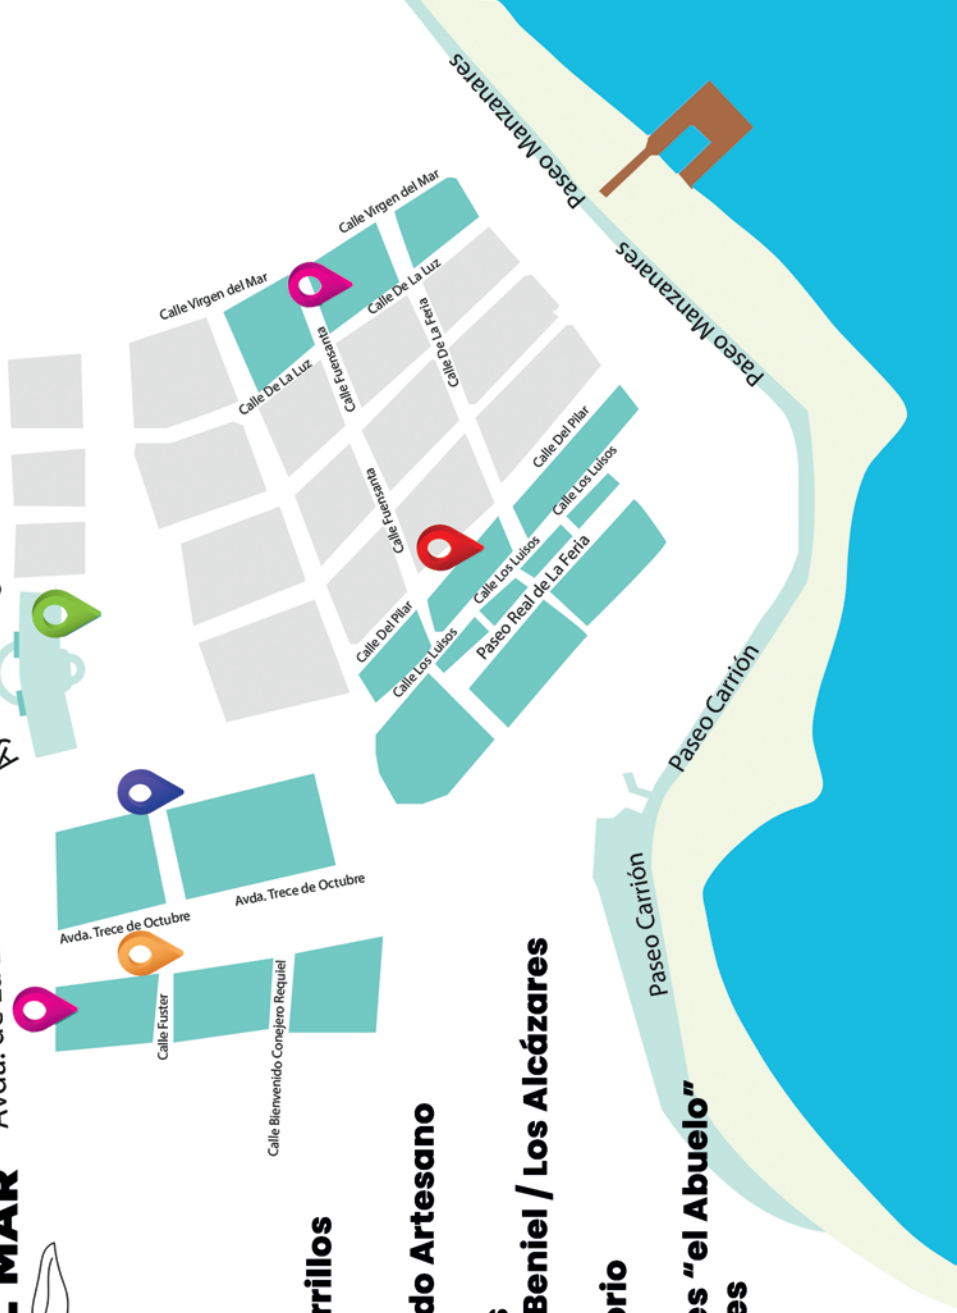 Paseo Manzanares
Paseo Manzanares
Calle Virgen del Mar
Calle Virgen del Mar
Calle De La Luz
Calle De La Luz
Calle Fuensanta
Calle De La Feria
Calle Fuensanta
Calle Del Pilar
Calle Los Luisos
Calle Los Luisos
Paseo Real de La Feria
Calle Del Pilar
Calle Los Luisos
Paseo Carrión
Paseo Carrión
Avda. Trece de Octubre
Avda. Trece de Octubre
Calle Fuster
Calle Bienvenido Conejero Requiel
MAR
rrillos
do Artesano
Beniel / Los Alcázares
orio
es “el Abuelo”
es